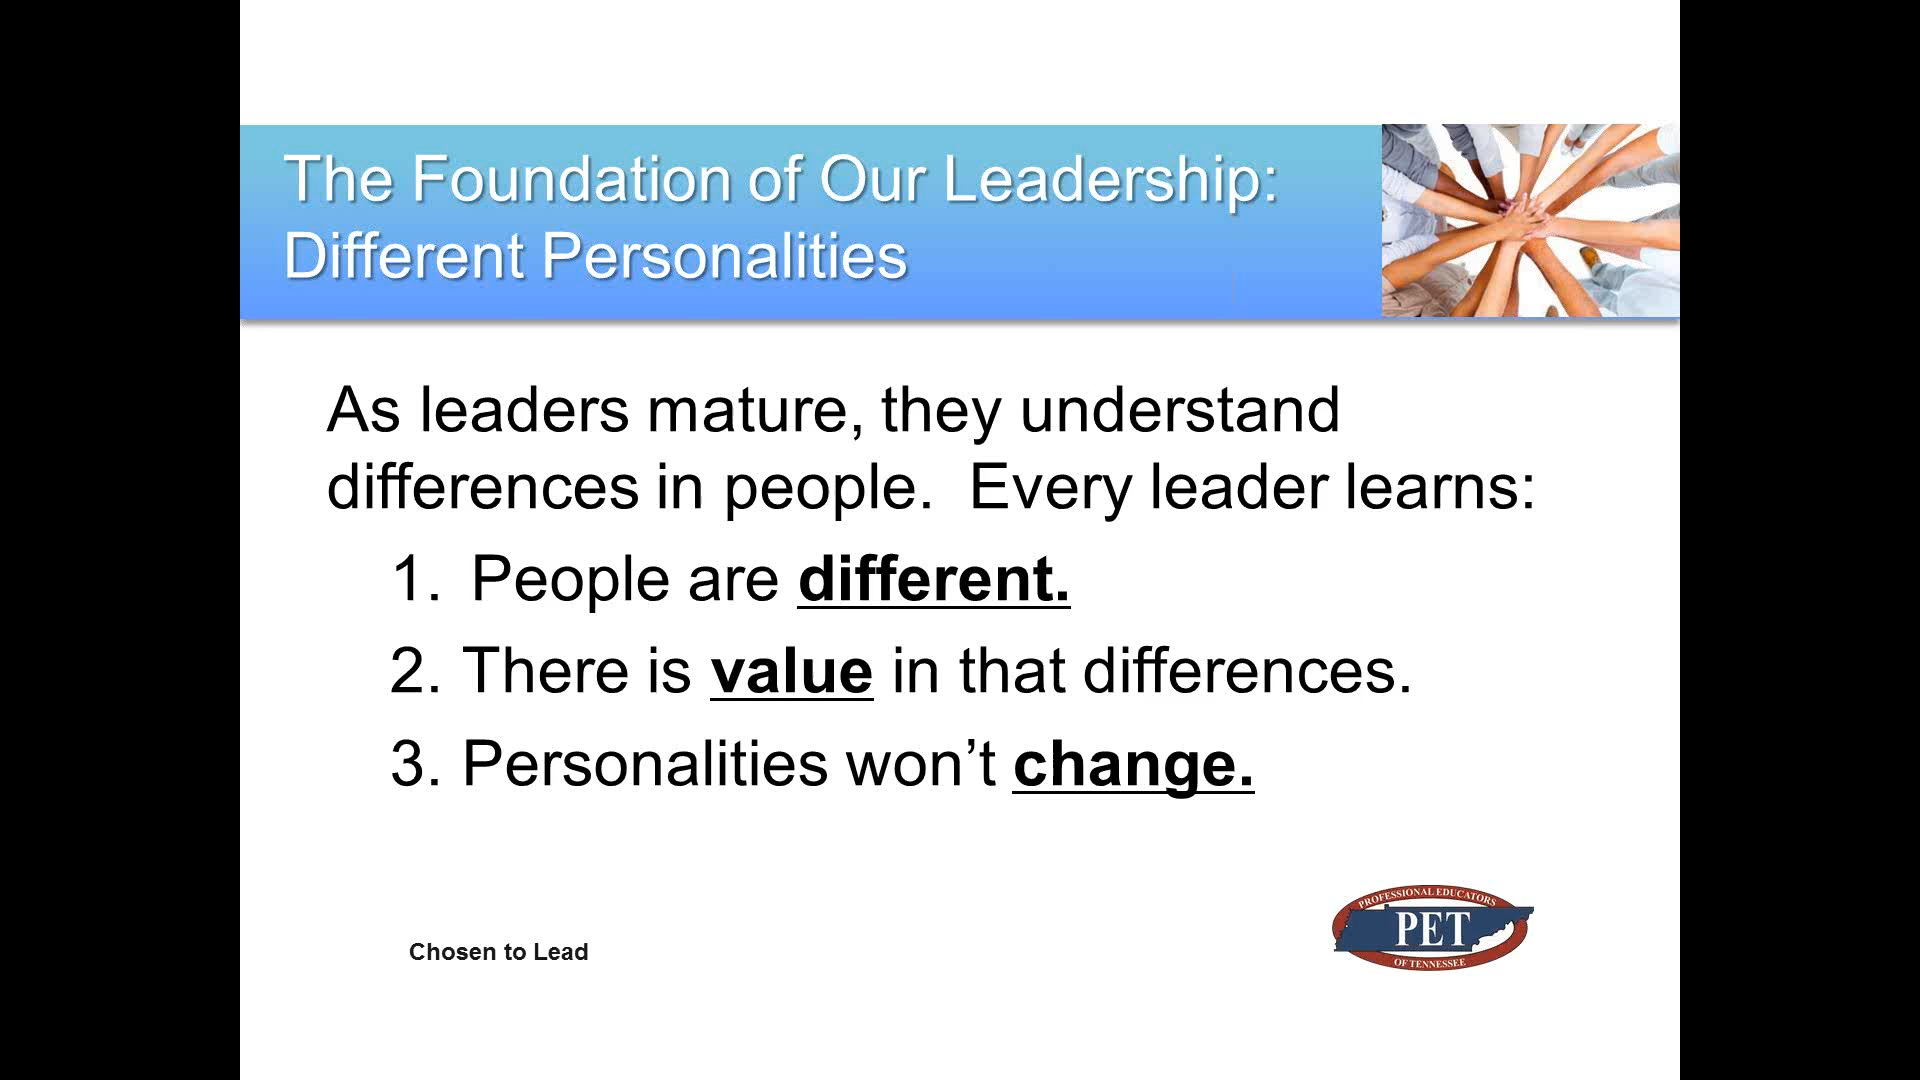 The Foundation of Our Leadership:
Different Personalities
As leaders mature, they understand
differences in people.  Every leader learns:
1. People are different.
2. There is value in that differences.
3. Personalities won’t change.
Chosen to Lead
PROFESSIONAL EDUCATORS
PET
OF TENNESSEE